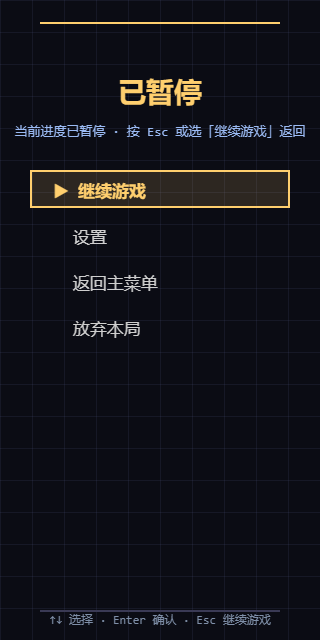 已暂停
当前进度已暂停 · 按 Esc 或选「继续游戏」返回
▶ 继续游戏
设置
返回主菜单
放弃本局
↑↓ 选择 · Enter 确认 · Esc 继续游戏